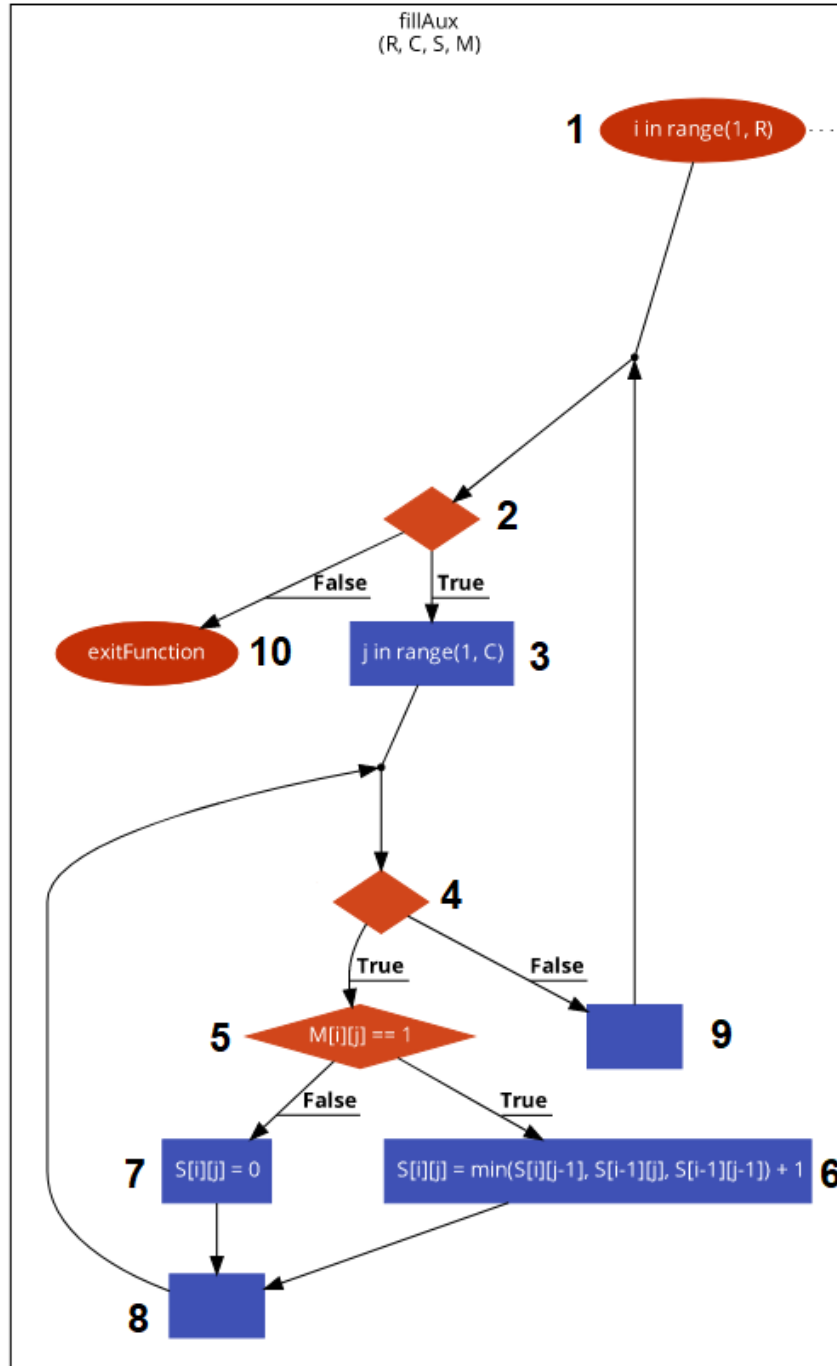 fillAux
(R, C, S, M)
1
i in range(1, R)
2
False
True
exitFunction
10
j in range(1, C)
3
4
True
False
5
M[i][j] == 1
9
False
True
7
S[i][j] = 0
S[i][j] = min(S[i][j-1], S[i-1][j], S[i-1][j-1]) + 1
6
8